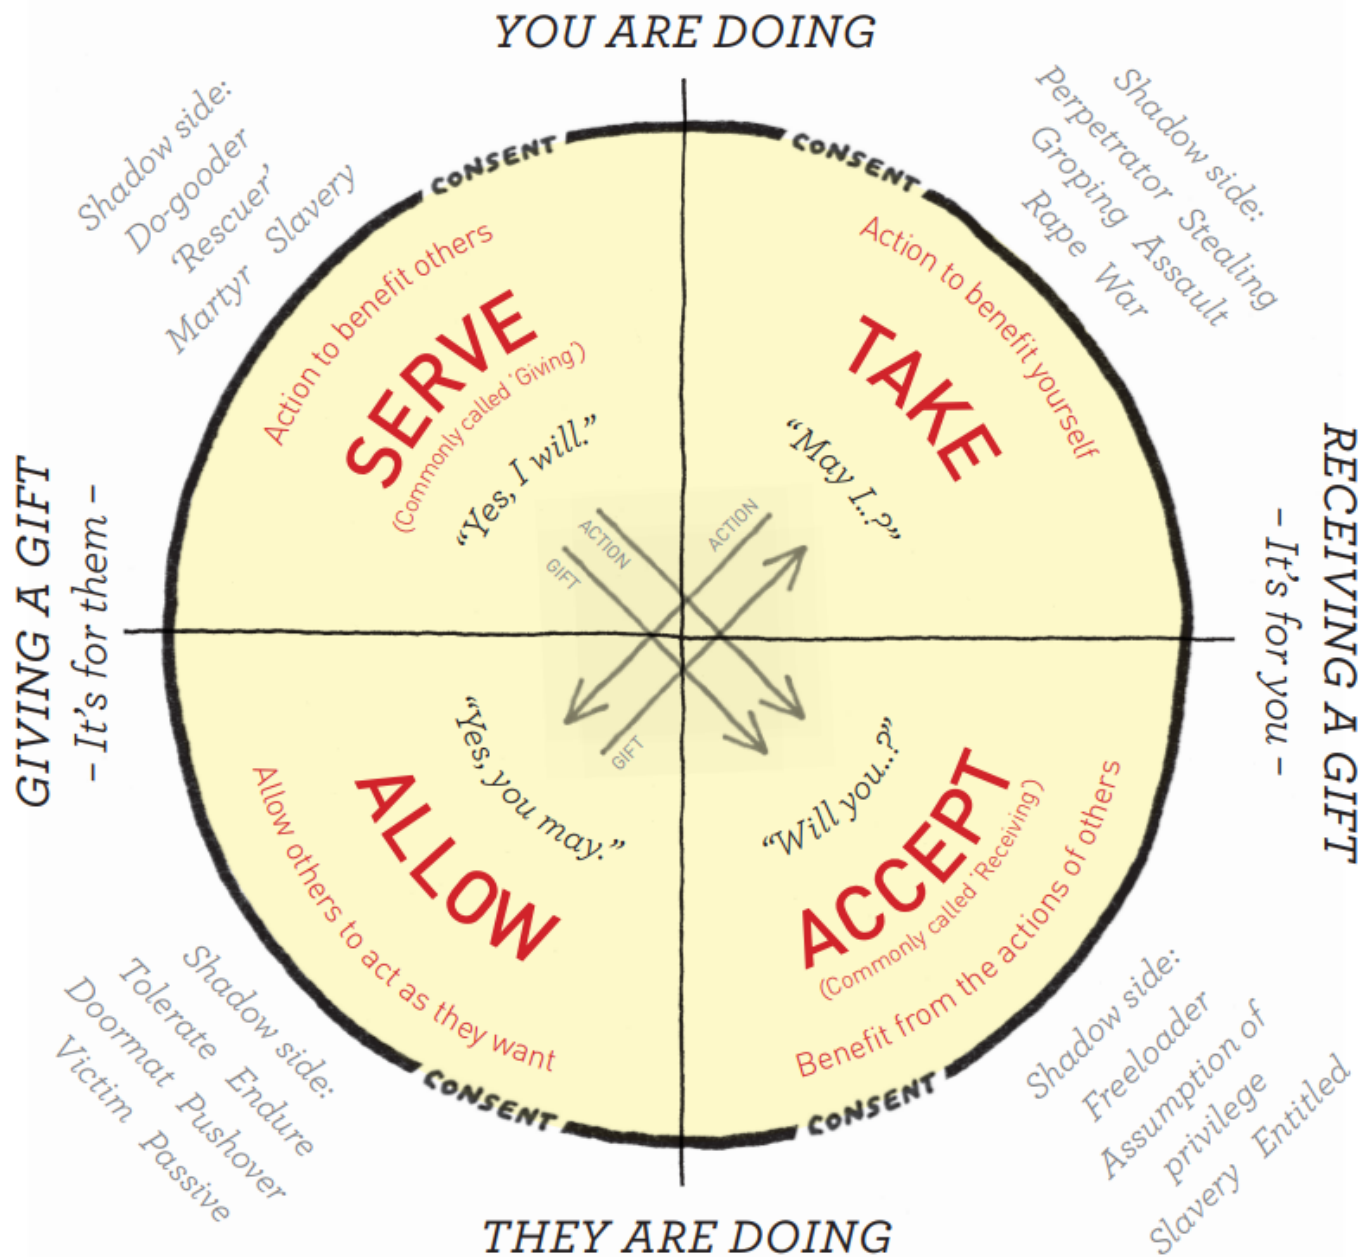 YOU ARE DOING
Shadow side:
Do-gooder
‘Rescuer’
Martyr Slavery
Shadow side:
Perpetrator Stealing
Groping Assault
Rape War
CONSENT
CONSENT
Action to benefit others
SERVE
(Commonly called ‘Giving’)
“Yes, I will.”
Action to benefit yourself
TAKE
“May I...?”
GIVING A GIFT
– It’s for them –
RECEIVING A GIFT
– It’s for you –
ACTION
GIFT
ACTION
GIFT
“Yes, you may.”
ALLOW
Allow others to act as they want
“Will you...?”
ACCEPT
(Commonly called ‘Receiving’)
Benefit from the actions of others
CONSENT
CONSENT
Shadow side:
Tolerate Endure
Doormat Pushover
Victim Passive
Shadow side:
Freeloader
Assumption of
privilege
Slavery Entitled
THEY ARE DOING